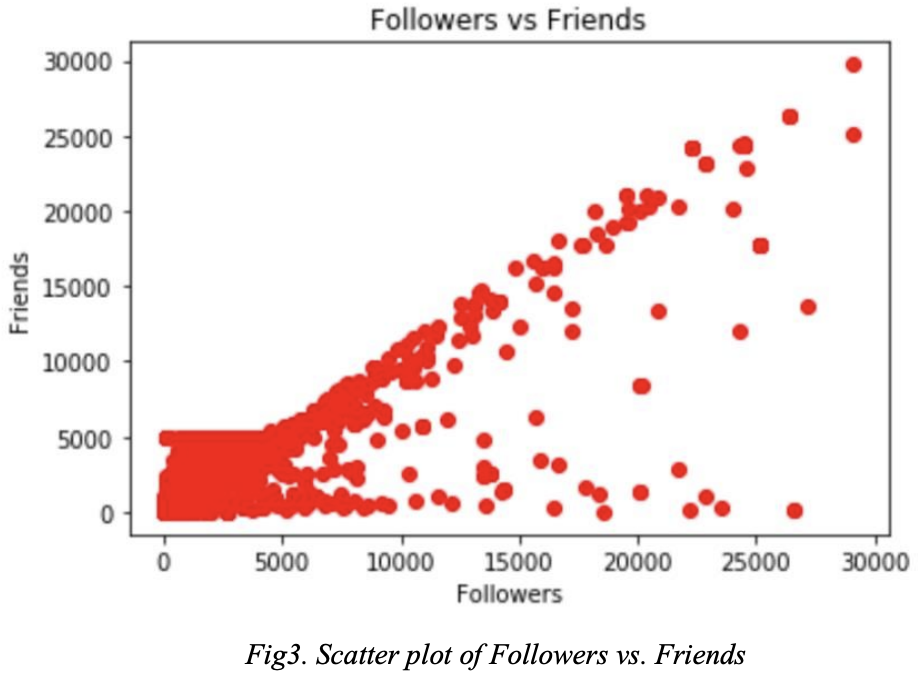 Followers vs Friends
30000
25000
20000
15000
10000
5000
0
Friends
0 5000 10000 15000 20000 25000 30000
Followers
Fig3. Scatter plot of Followers vs. Friends